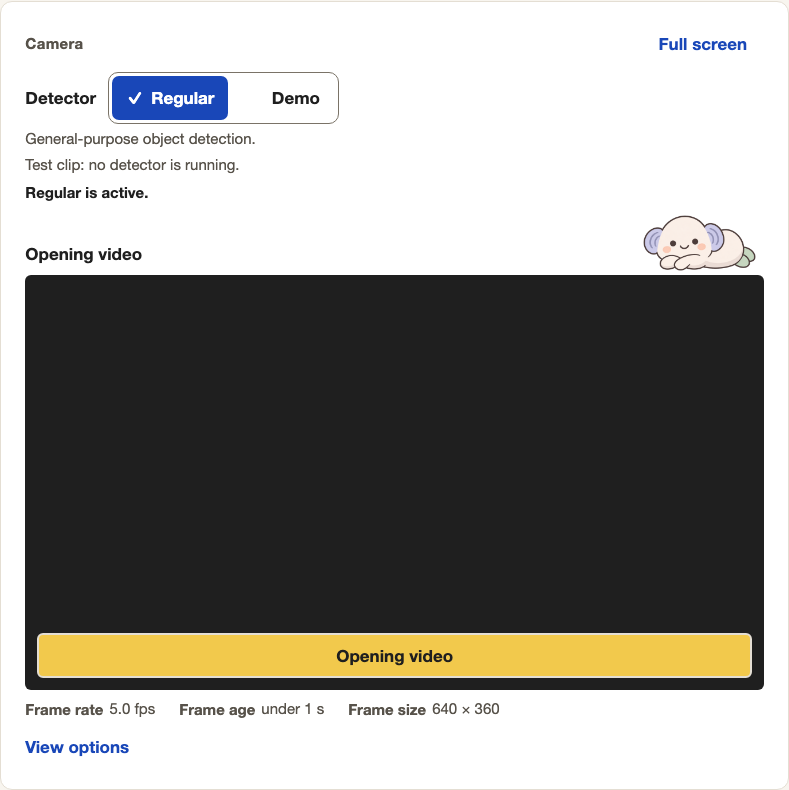 Camera
Full screen
Detector
✓ Regular
Demo
General-purpose object detection.
Test clip: no detector is running.
Regular is active.
Opening video
Opening video
Frame rate 5.0 fps Frame age under 1 s Frame size 640 × 360
View options